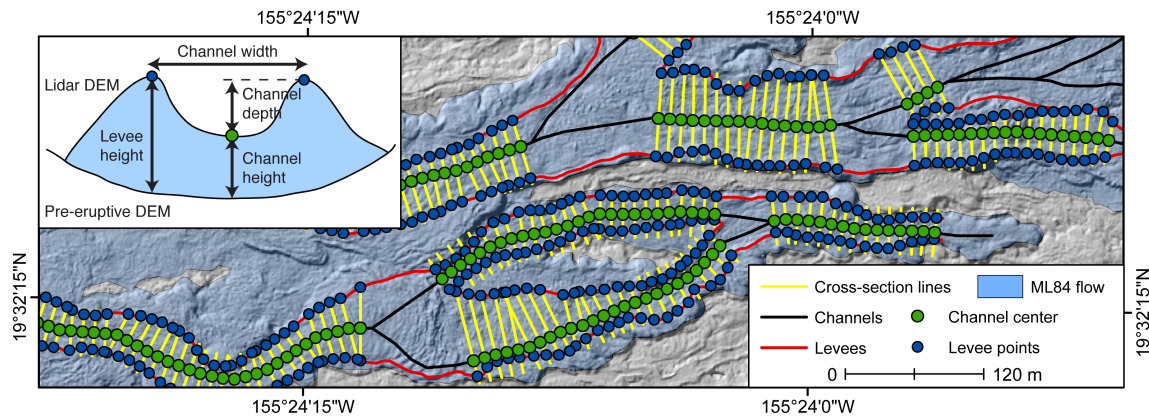 155°24'15"W
155°24'0"W
Channel width
Lidar DEM
Channel
depth
Levee
height
Channel
height
Pre-eruptive DEM
19°32'15"N
19°32'15"N
Cross-section lines
ML84 flow
Channels
Channel center
Levees
Levee points
0
120 m
155°24'15"W
155°24'0"W